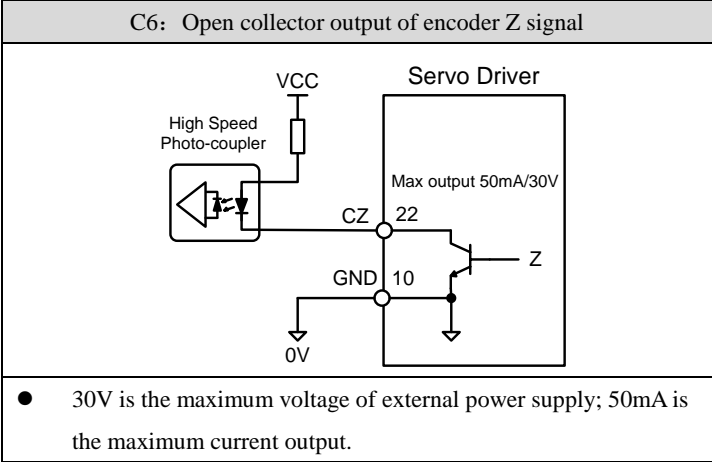 C6：Open collector output of encoder Z signal
VCC
Servo Driver
High Speed
Photo-coupler
Max output 50mA/30V
CZ
22
Z
GND
10
0V
● 30V is the maximum voltage of external power supply; 50mA is
the maximum current output.